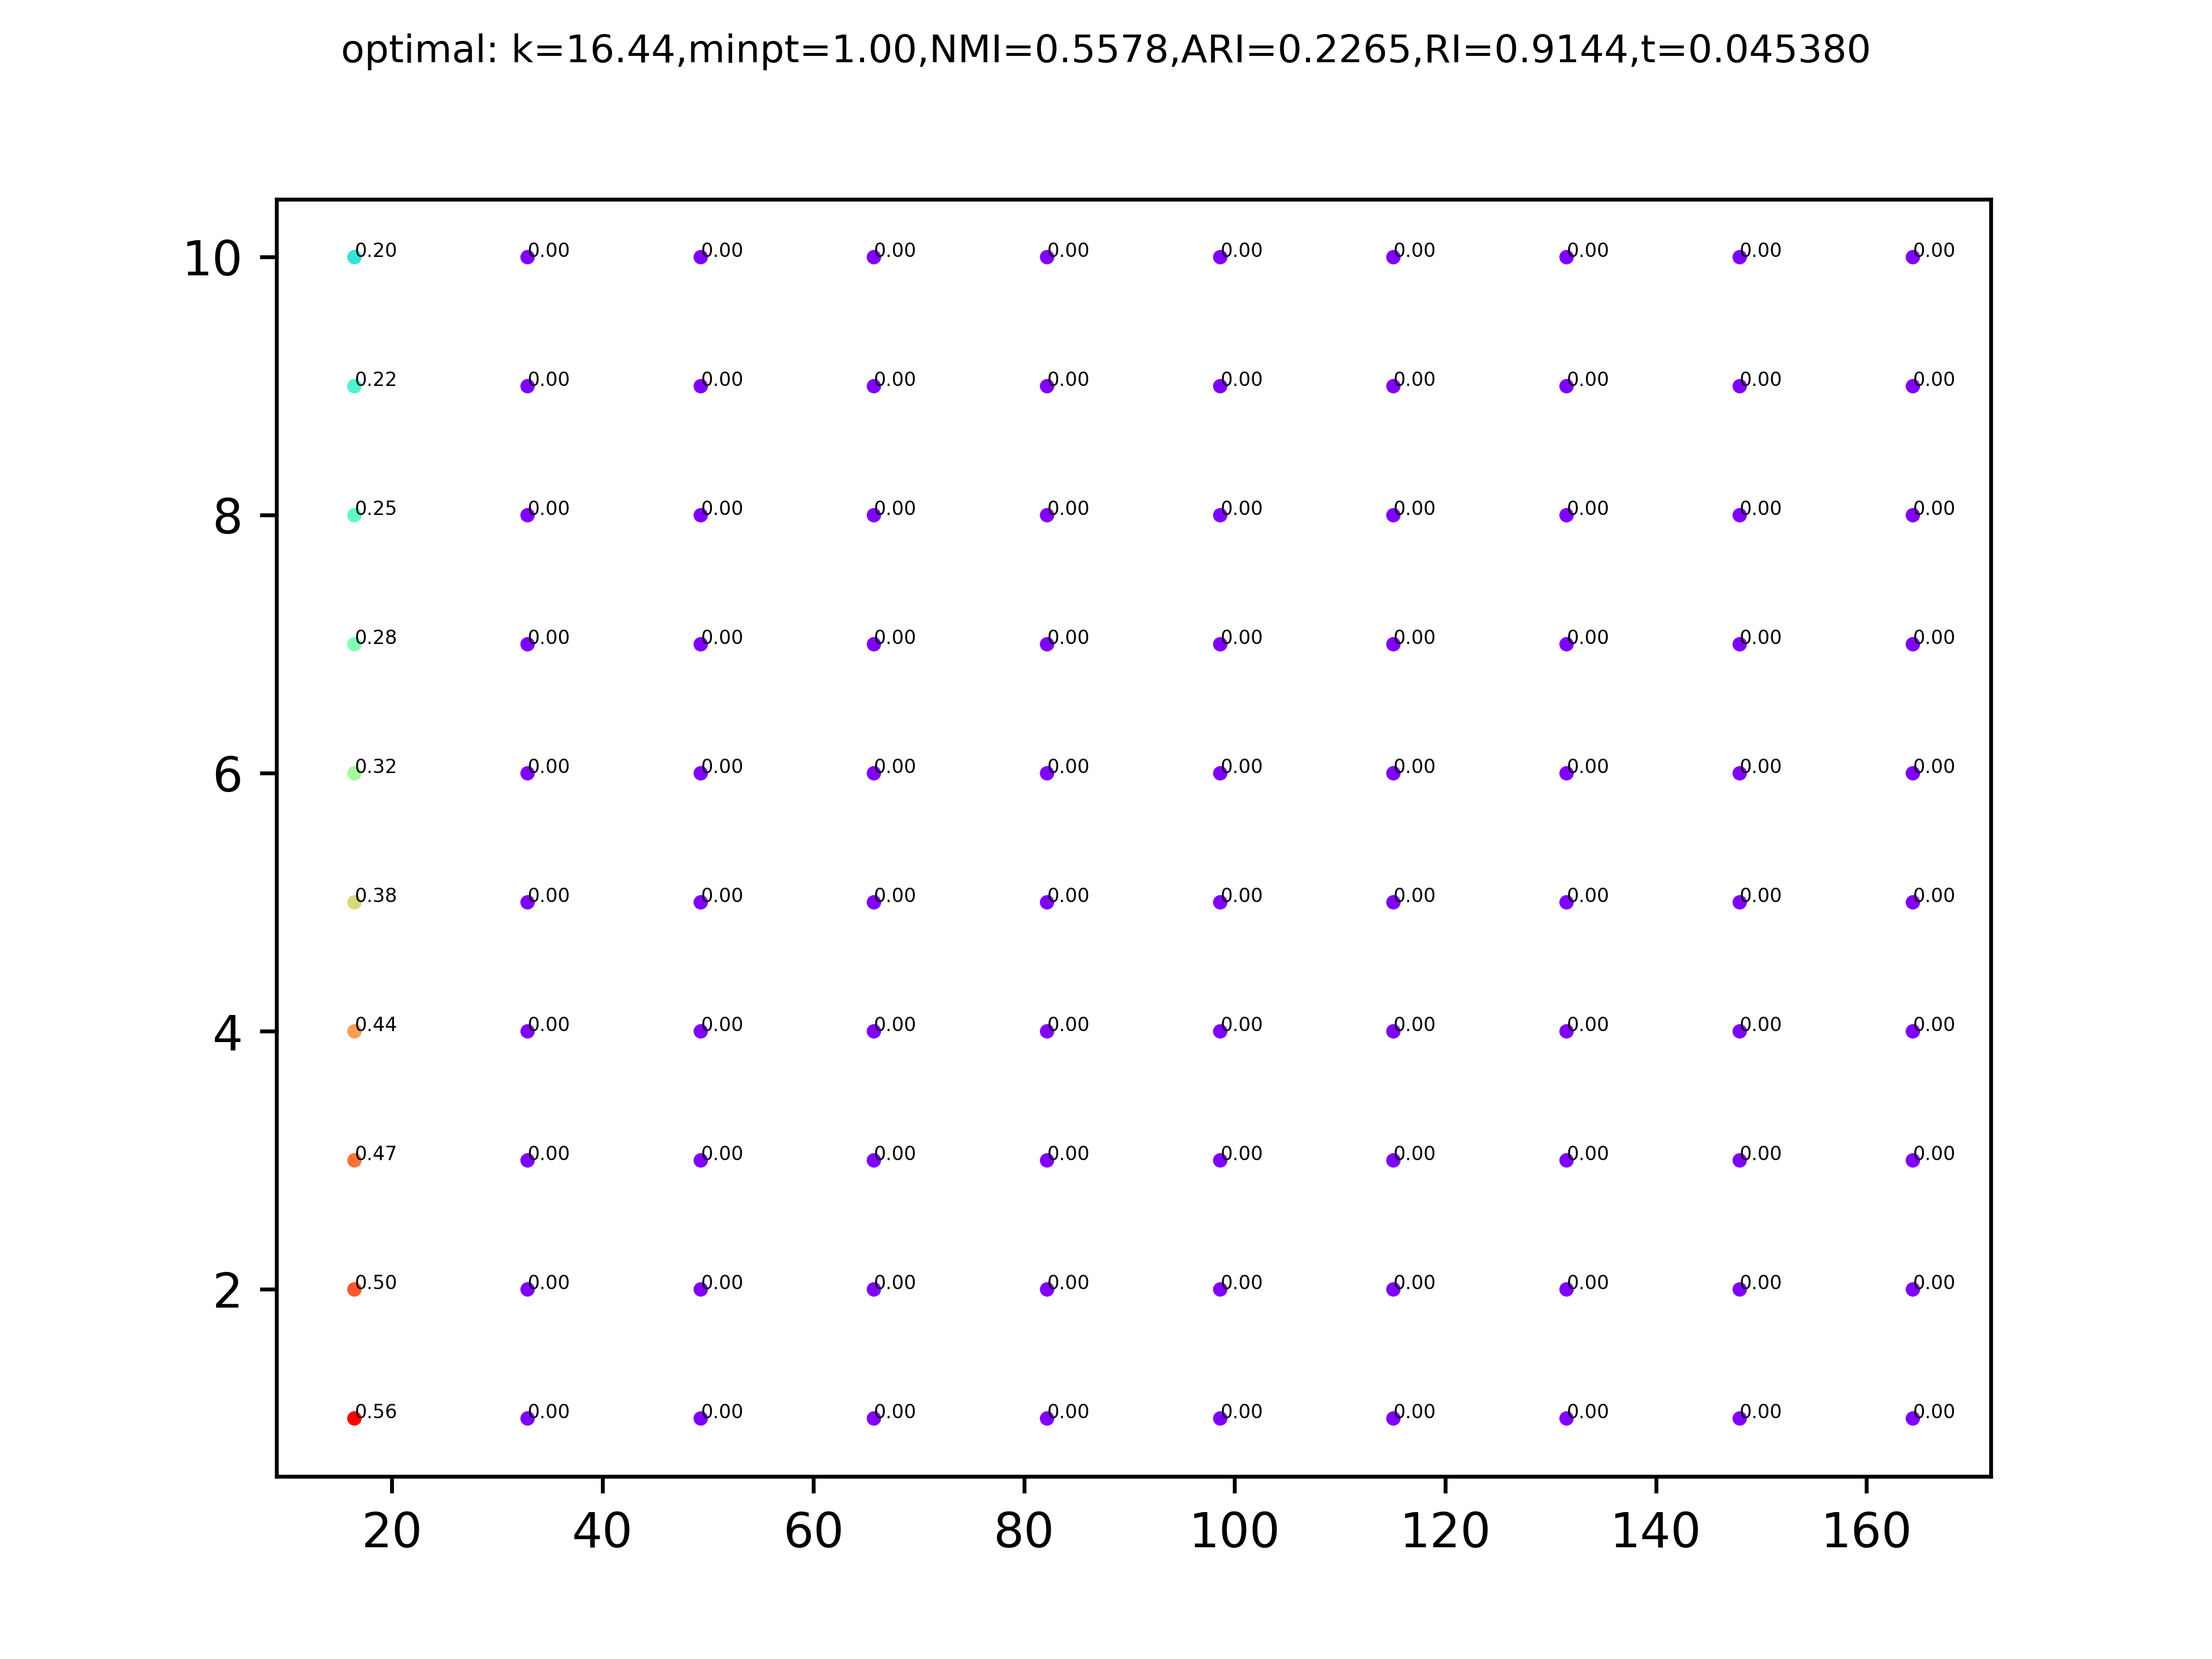 optimal: k=16.44,minpt=1.00,NMI=0.5578,ARI=0.2265,RI=0.9144,t=0.045380
10 0.20 0.00 0.00 0.00 0.00 0.00 0.00 0.00 0.00 0.00
0.22 0.00 0.00 0.00 0.00 0.00 0.00 0.00 0.00 0.00
8 0.25 0.00 0.00 0.00 0.00 0.00 0.00 0.00 0.00 0.00
0.28 0.00 0.00 0.00 0.00 0.00 0.00 0.00 0.00 0.00
6 0.32 0.00 0.00 0.00 0.00 0.00 0.00 0.00 0.00 0.00
0.38 0.00 0.00 0.00 0.00 0.00 0.00 0.00 0.00 0.00
4 0.44 0.00 0.00 0.00 0.00 0.00 0.00 0.00 0.00 0.00
0.47 0.00 0.00 0.00 0.00 0.00 0.00 0.00 0.00 0.00
2 0.50 0.00 0.00 0.00 0.00 0.00 0.00 0.00 0.00 0.00
0.56 0.00 0.00 0.00 0.00 0.00 0.00 0.00 0.00 0.00
20 40 60 80 100 120 140 160